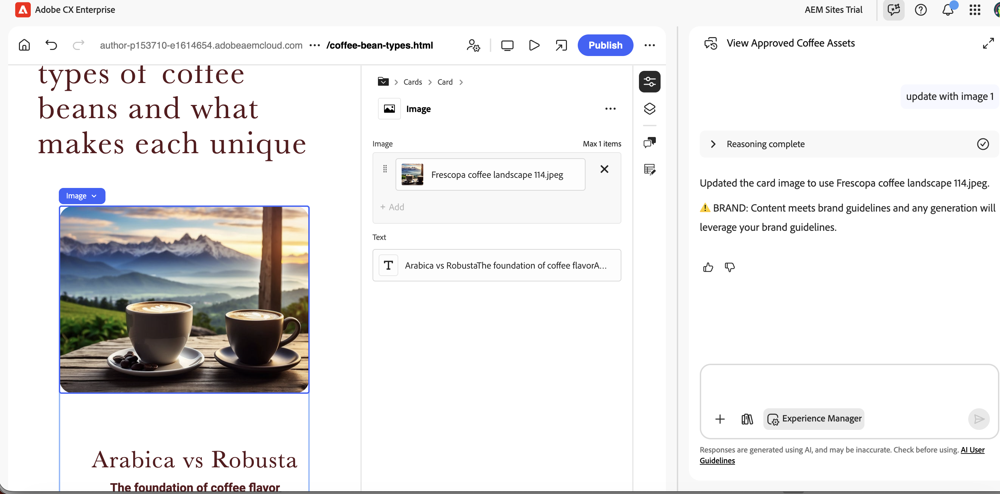 Adobe CX Enterprise
AEM Sites Trial
author-p153710-e1614654.adobeaemcloud.com ••• /coffee-bean-types.html
Publish
types of coffee
beans and what
makes each unique
Image
Arabica vs Robusta
The foundation of coffee flavor
Cards > Card >
Image
Image
Max 1 items
Frescopa coffee landscape 114.jpeg
+ Add
Text
T
Arabica vs RobustaThe foundation of coffee flavorA...
View Approved Coffee Assets
update with image 1
Reasoning complete
Updated the card image to use Frescopa coffee landscape 114.jpeg.
⚠️ BRAND: Content meets brand guidelines and any generation will
leverage your brand guidelines.
Experience Manager
Responses are generated using AI, and may be inaccurate. Check before using. AI User
Guidelines